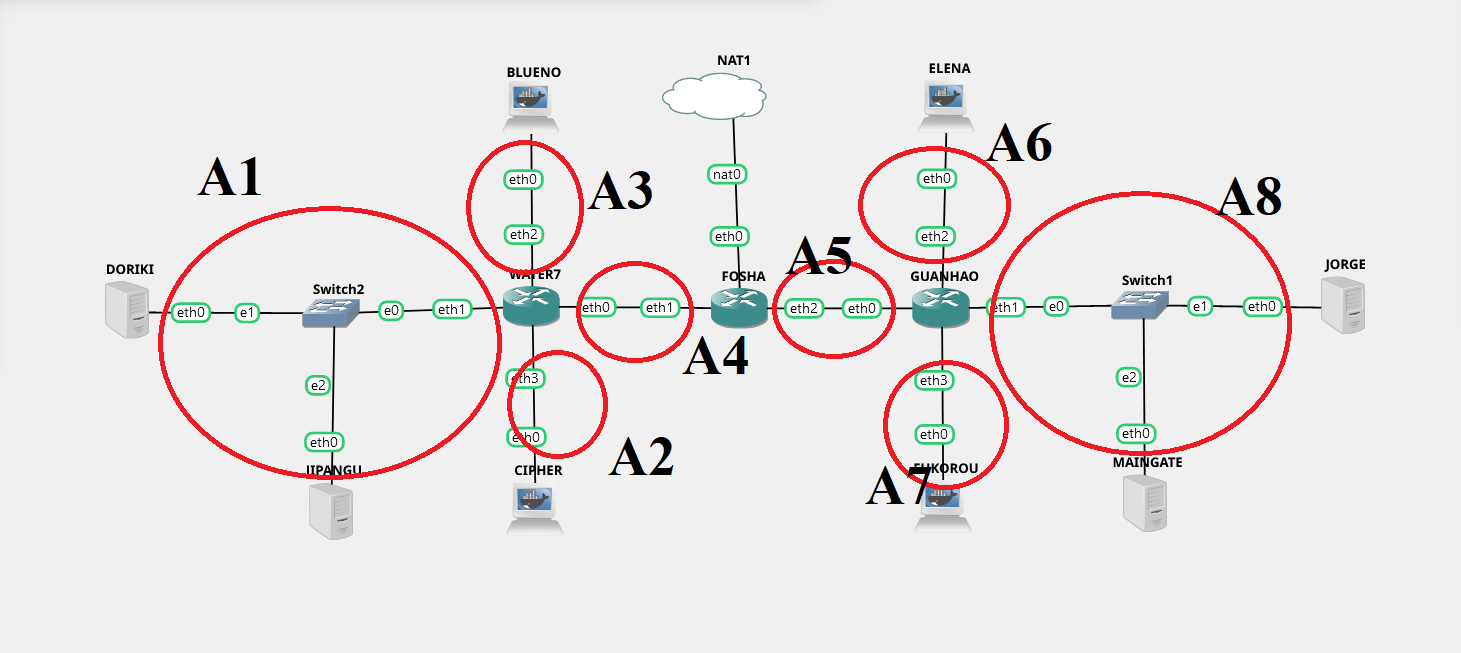 NAT1
ELENA
BLUENO
A6
A1
eth0
nat0
eth0
A3
A8
eth2
eth0
eth2
A5
DORIKI
Switch2
WATER7
FOSHA
GUANHAO
Switch1
JORGE
eth0
e1
e0
eth1
eth0
eth1
eth2
eth0
eth1
e0
e1
eth0
A4
e2
eth3
eth3
e2
eth0
eth0
eth0
eth0
A2
JIPANGU
CIPHER
A7
FUKOROU
MAINGATE